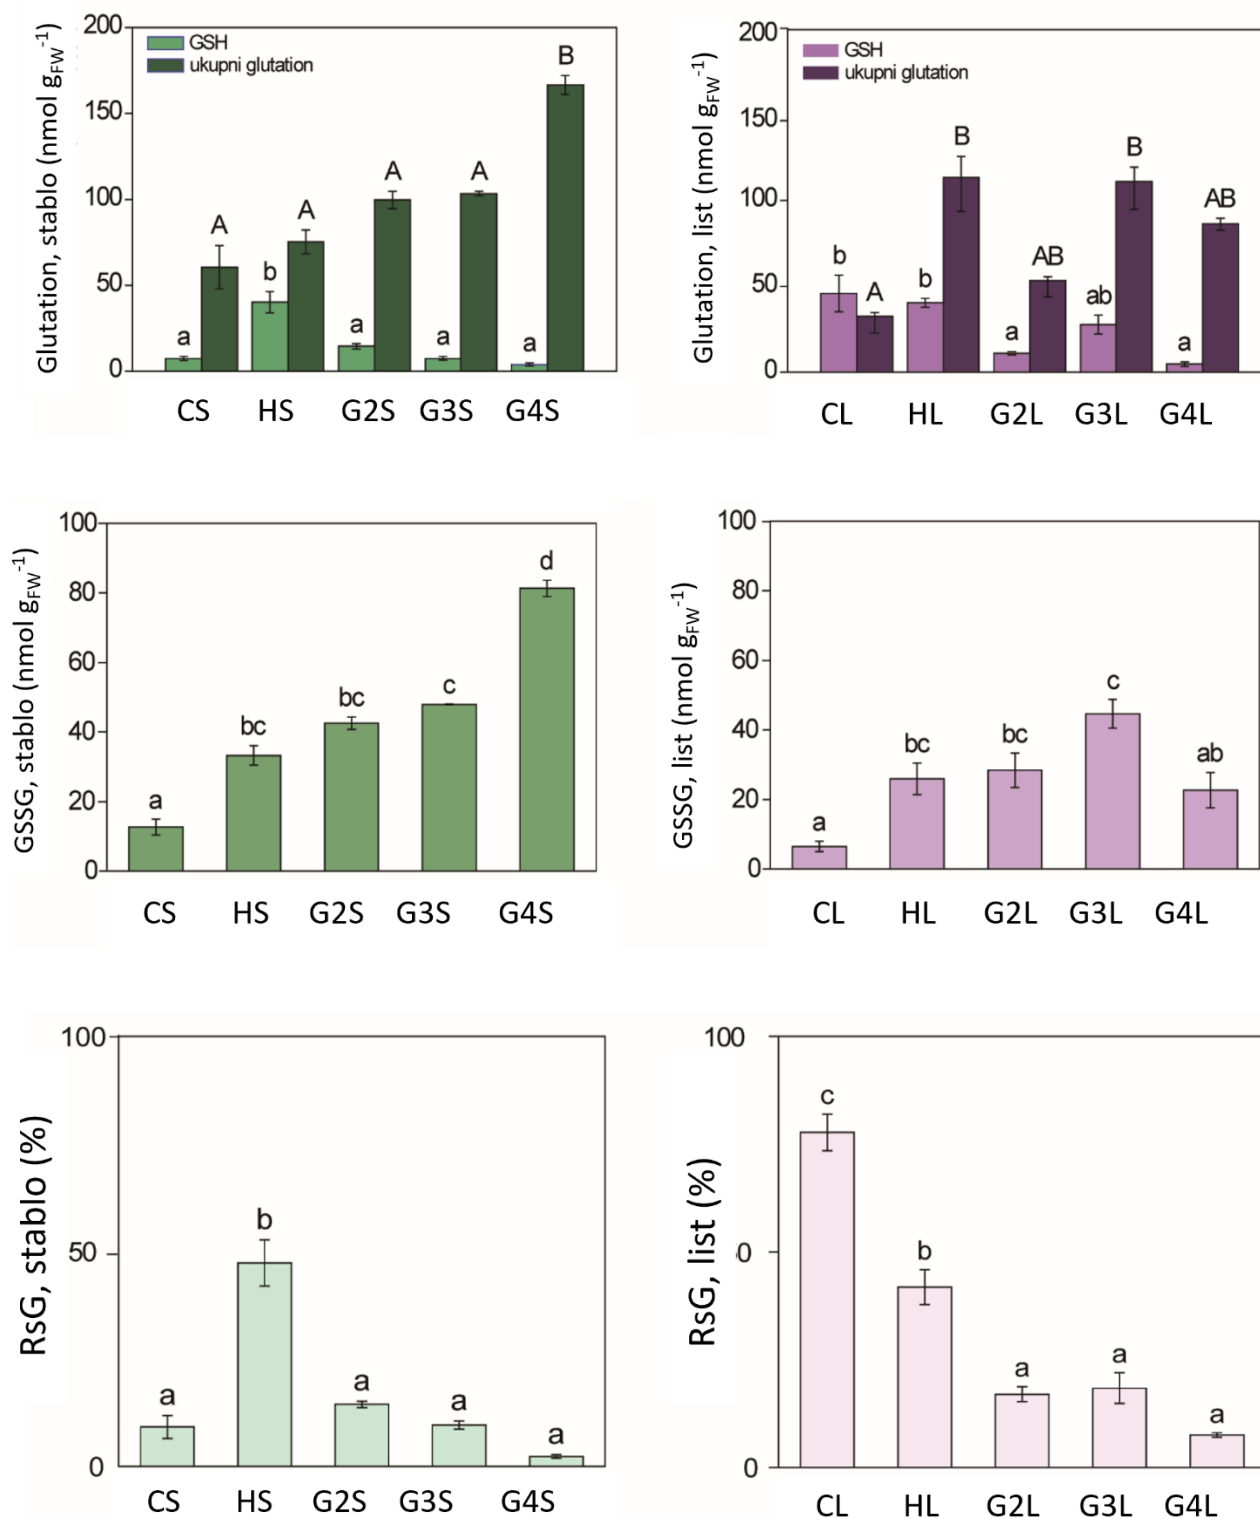 Glutation, stablo (nmol gFW⁻¹)
200
150
100
50
0
GSH
ukupni glutation
a
A
b
A
a
A
a
A
a
B
CS HS G2S G3S G4S
Glutation, list (nmol gFW⁻¹)
200
150
100
50
0
GSH
ukupni glutation
b
A
b
B
a
AB
ab
B
a
AB
CL HL G2L G3L G4L
GSSG, stablo (nmol gFW⁻¹)
100
80
60
40
20
0
a
bc
bc
c
d
CS HS G2S G3S G4S
GSSG, list (nmol gFW⁻¹)
100
80
60
40
20
0
a
bc
bc
c
ab
CL HL G2L G3L G4L
RsG, stablo (%)
100
50
0
a
b
a
a
a
CS HS G2S G3S G4S
RsG, list (%)
100
0
0
c
b
a
a
a
CL HL G2L G3L G4L